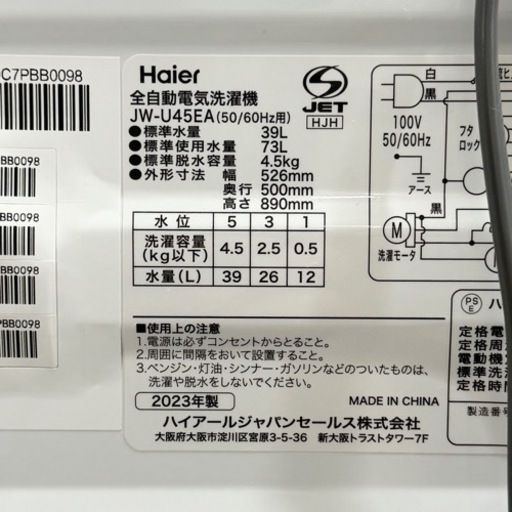 C7PBB0098
BB0098
BB0098
BB0098
PBB0098
Haier
全自動電気洗濯機
JW-U45EA(50/60Hz用)
●標準水量 39L
●標準使用水量 73L
●標準脱水容量 4.5kg
●外形寸法 幅 526mm
奥行 500mm
高さ 890mm
S
JET
HJH
水位 5 3 1
洗濯容量(kg以下) 4.5 2.5 0.5
水量(L) 39 26 12
白
黒
100V
50/60Hz
アース
フタ
ロック
黒
M
洗濯モータ
■使用上の注意
1.電源は必ずコンセントからとること。
2.周囲に間隔をおいて設置すること。
3.ベンジン・灯油・シンナー・ガソリンなどのついたものは、
洗濯や脱水をしないでください。
2023年製
MADE IN CHINA
ハイアールジャパンセールス株式会社
大阪府大阪市淀川区宮原3-5-36 新大阪トラストタワー7F
PS
E
ハ
定格電
定格周
電動機
標準洗
定格時
製造番